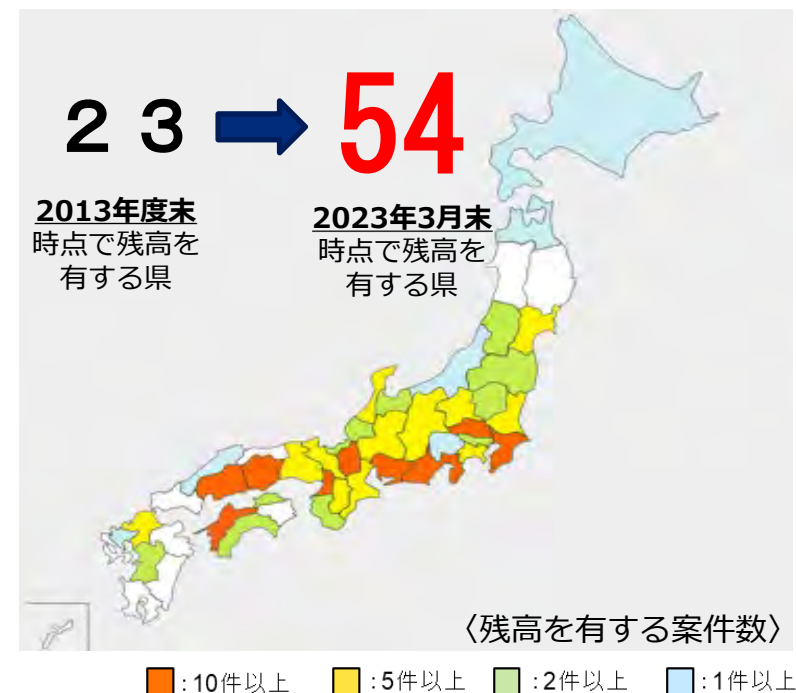 ２３
54
2013年度末
時点で残高を
有する県
2023年3月末
時点で残高を
有する県
〈残高を有する案件数〉
：10件以上
：5件以上
：2件以上
：1件以上